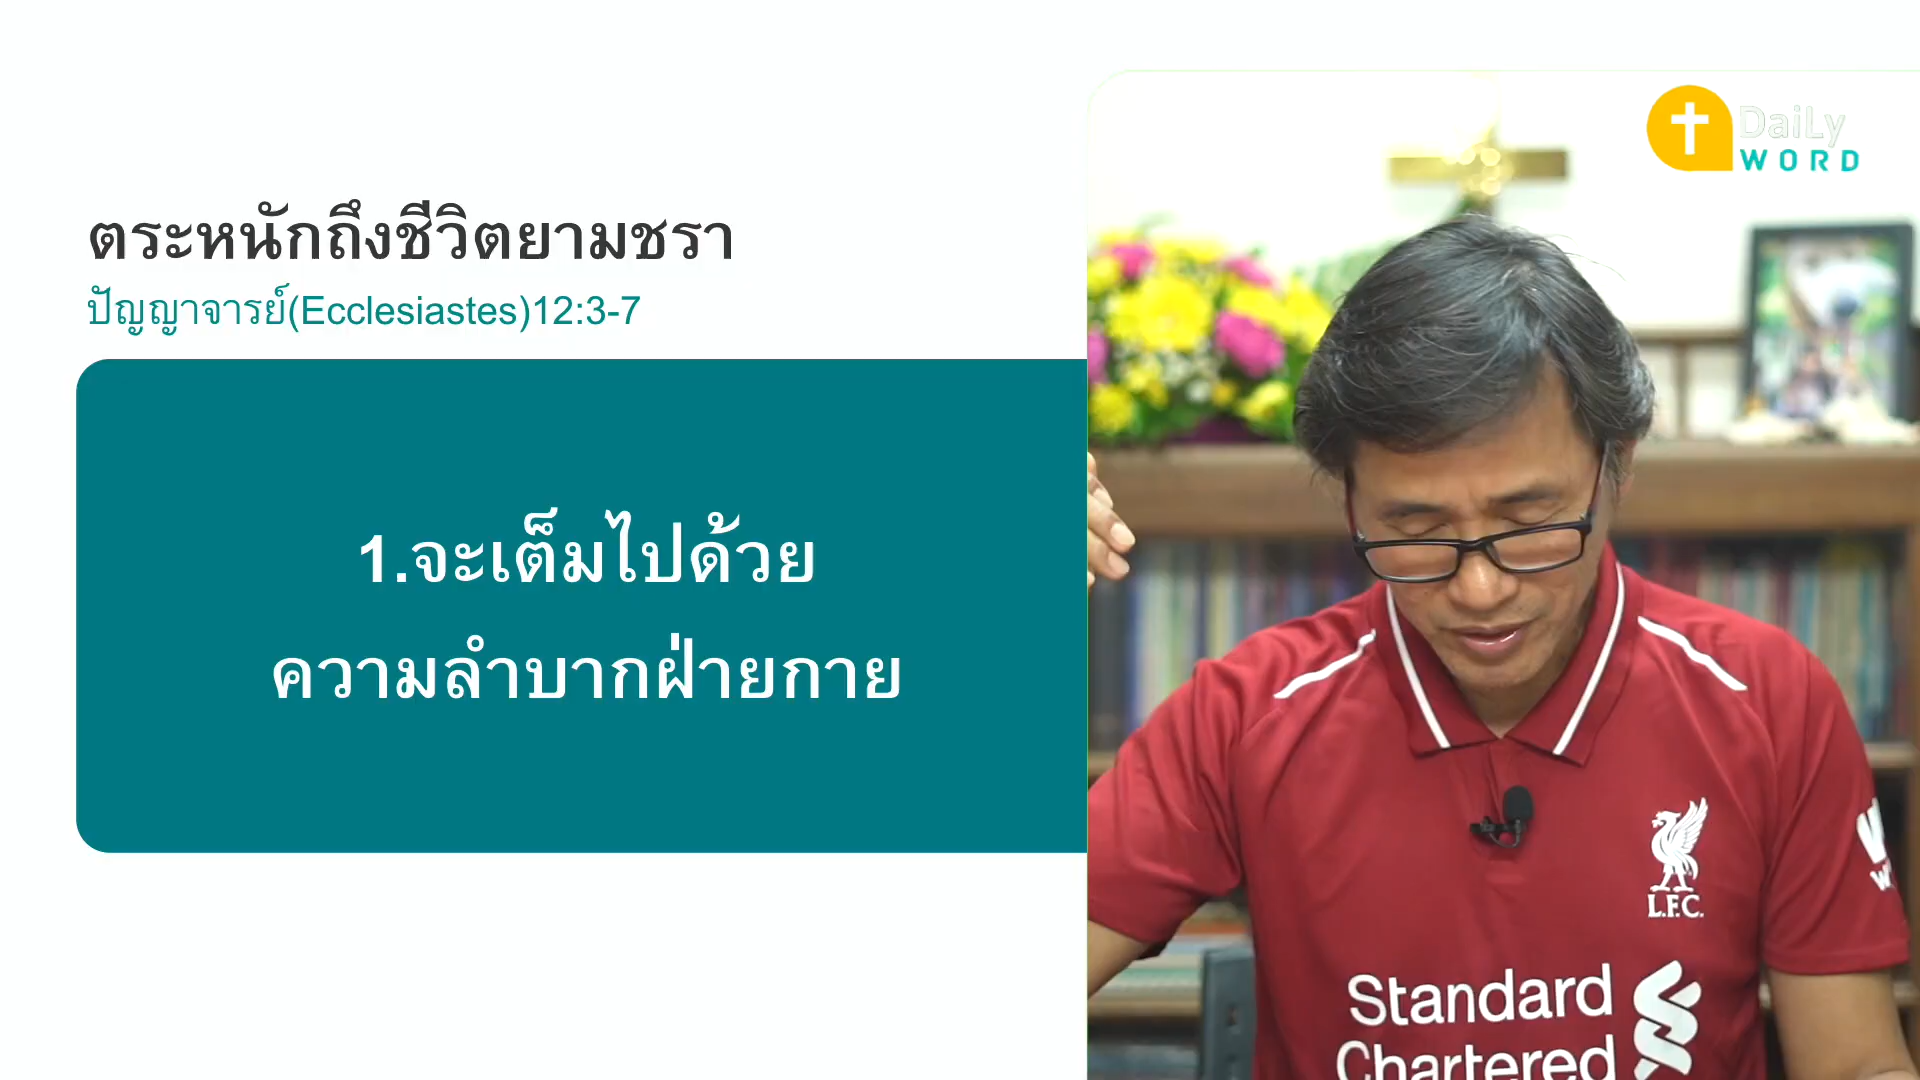 ตระหนักถึงชีวิตยามชรา
ปัญญาจารย์(Ecclesiastes)12:3-7
1.จะเต็มไปด้วย
ความลำบากฝ่ายกาย
DaiLy
WORD
L.F.C.
Standard
Chartered